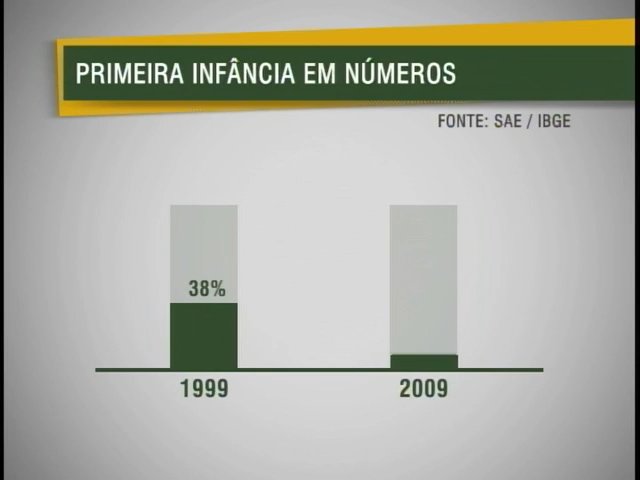 PRIMEIRA INFÂNCIA EM NÚMEROS
FONTE: SAE / IBGE
38%
1999 2009